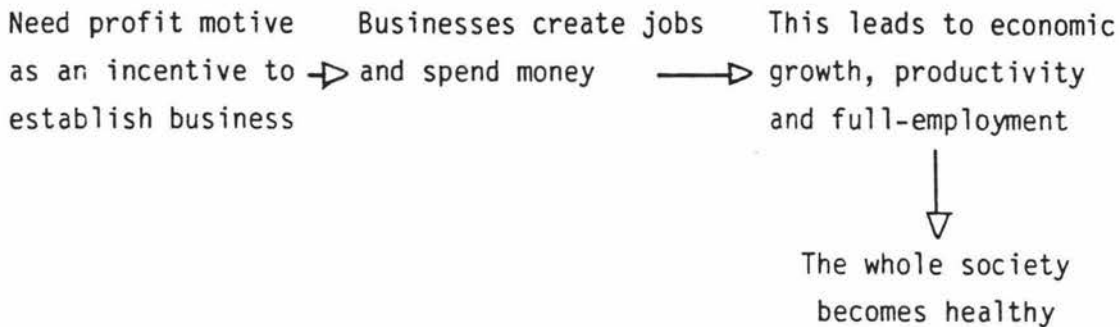 Need profit motive
as an incentive to
establish business
Businesses create jobs
and spend money
This leads to economic
growth, productivity
and full-employment
The whole society
becomes healthy